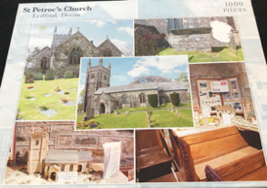 St Petroc's Church
Lydford, Devon
1000
PIECES